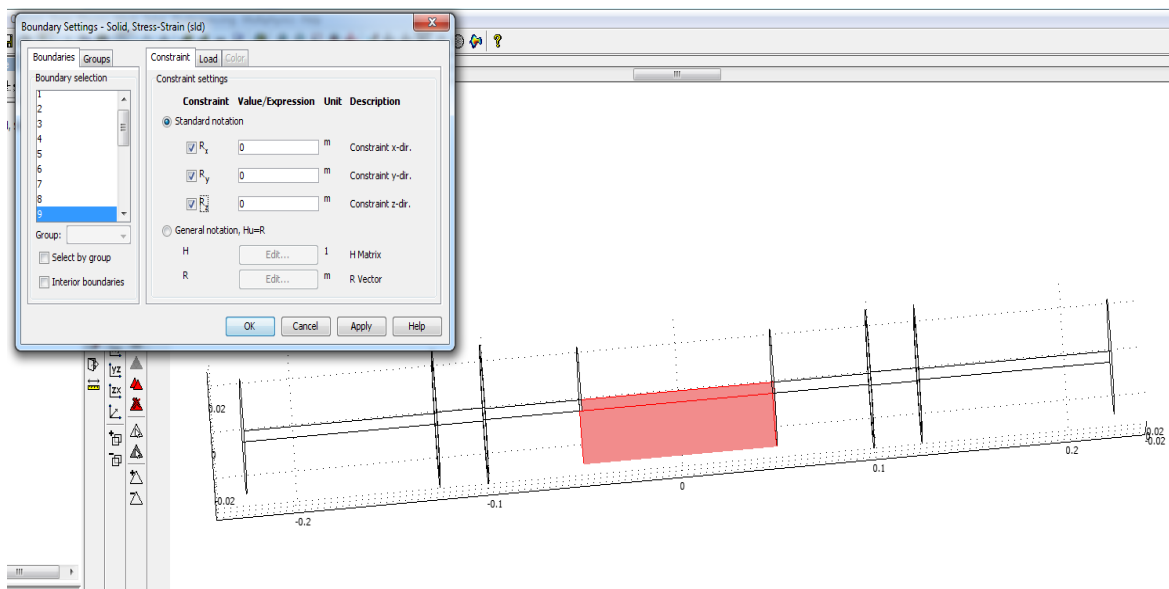 Boundary Settings - Solid, Stress-Strain (sld)
Boundaries Groups
Boundary selection
1
2
3
4
5
6
7
8
9
Group:
Select by group
Interior boundaries
Constraint Load Color
Constraint settings
Constraint Value/Expression Unit Description
Standard notation
Rx 0 m Constraint x-dir.
Ry 0 m Constraint y-dir.
Rz 0 m Constraint z-dir.
General notation, Hu=R
H Edit... 1 H Matrix
R Edit... m R Vector
OK Cancel Apply Help
yz
zx
z
0.02
0
-0.02
-0.2
-0.1
0
0.1
0.2
0.02
-0.02